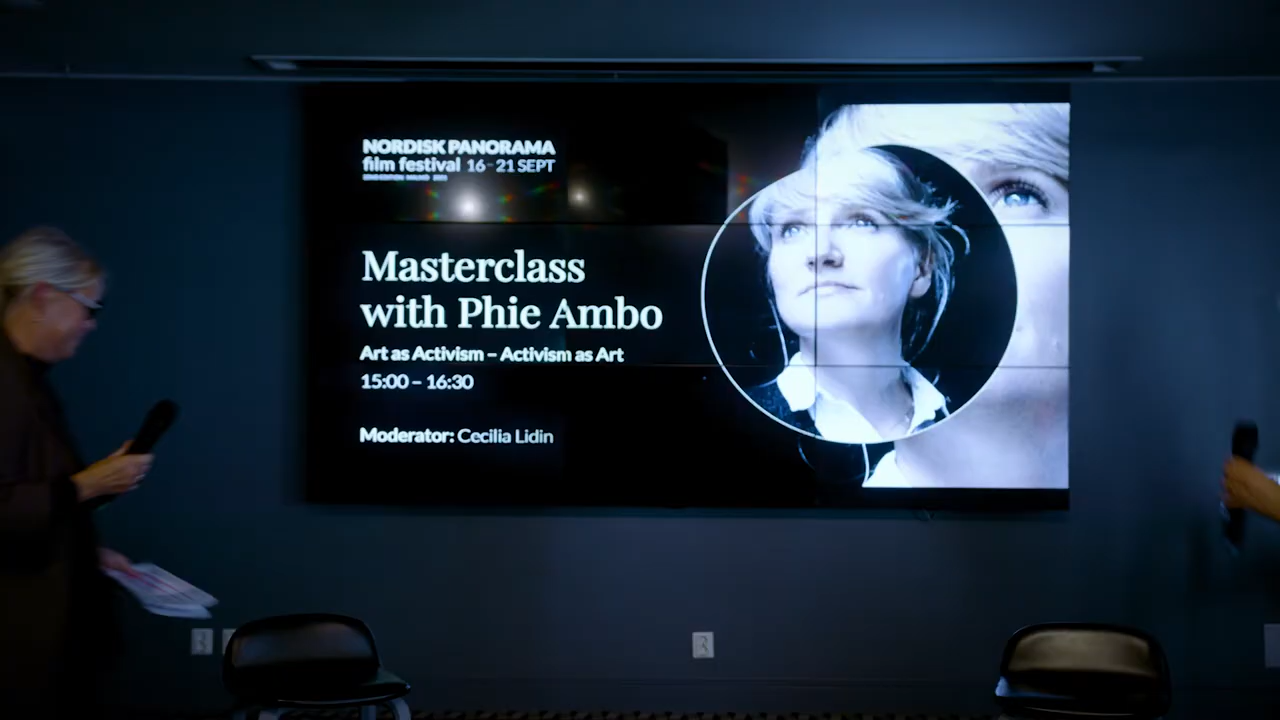 NORDISK PANORAMA
film festival 16–21 SEPT
Masterclass
with Phie Ambo
Art as Activism – Activism as Art
15:00 – 16:30
Moderator: Cecilia Lidin